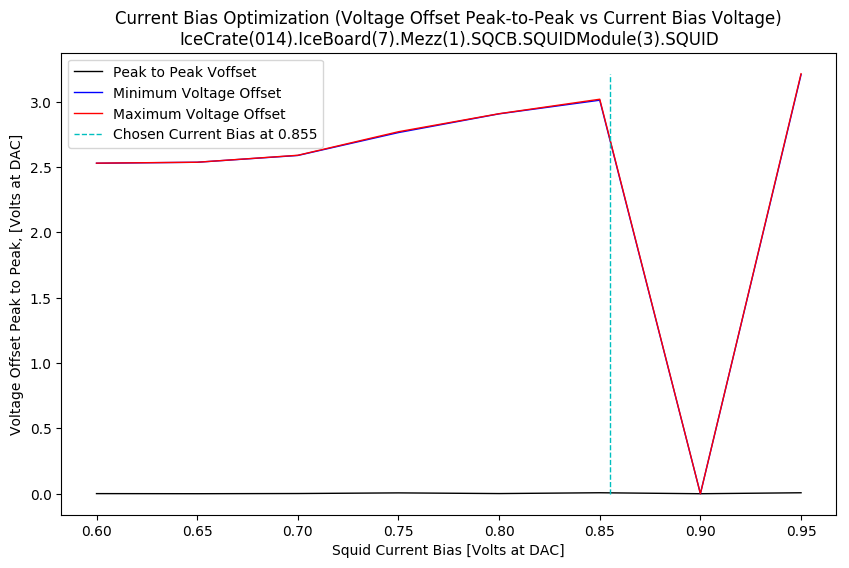 Current Bias Optimization (Voltage Offset Peak-to-Peak vs Current Bias Voltage)
IceCrate(014).IceBoard(7).Mezz(1).SQCB.SQUIDModule(3).SQUID
Peak to Peak Voffset
Minimum Voltage Offset
Maximum Voltage Offset
Chosen Current Bias at 0.855
Voltage Offset Peak to Peak, [Volts at DAC]
3.0
2.5
2.0
1.5
1.0
0.5
0.0
0.60 0.65 0.70 0.75 0.80 0.85 0.90 0.95
Squid Current Bias [Volts at DAC]